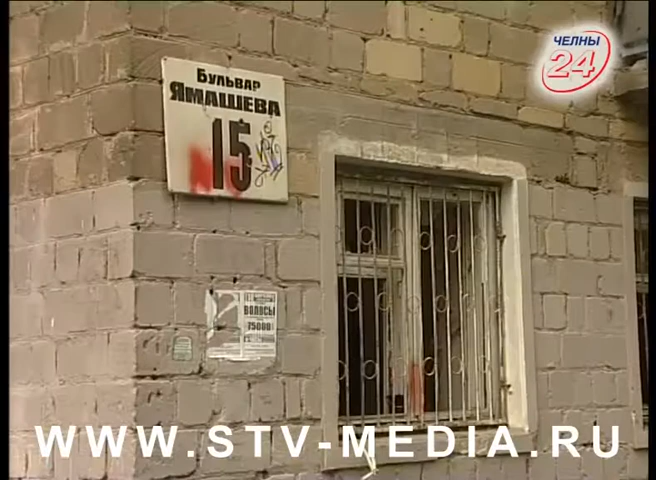 ЧЕЛНЫ
24
Бульвар
ЯМАШЕВА
15
ВОЛОСЫ
75000
WWW.STV-MEDIA.RU